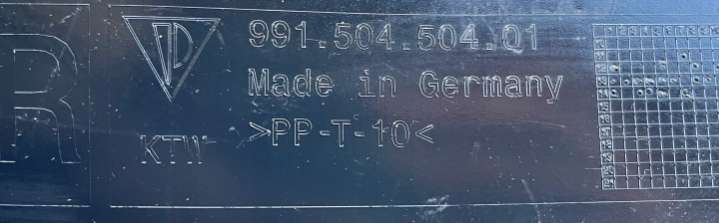 R
991.504.504.01
Made in Germany
>PP-T-10<
KTW